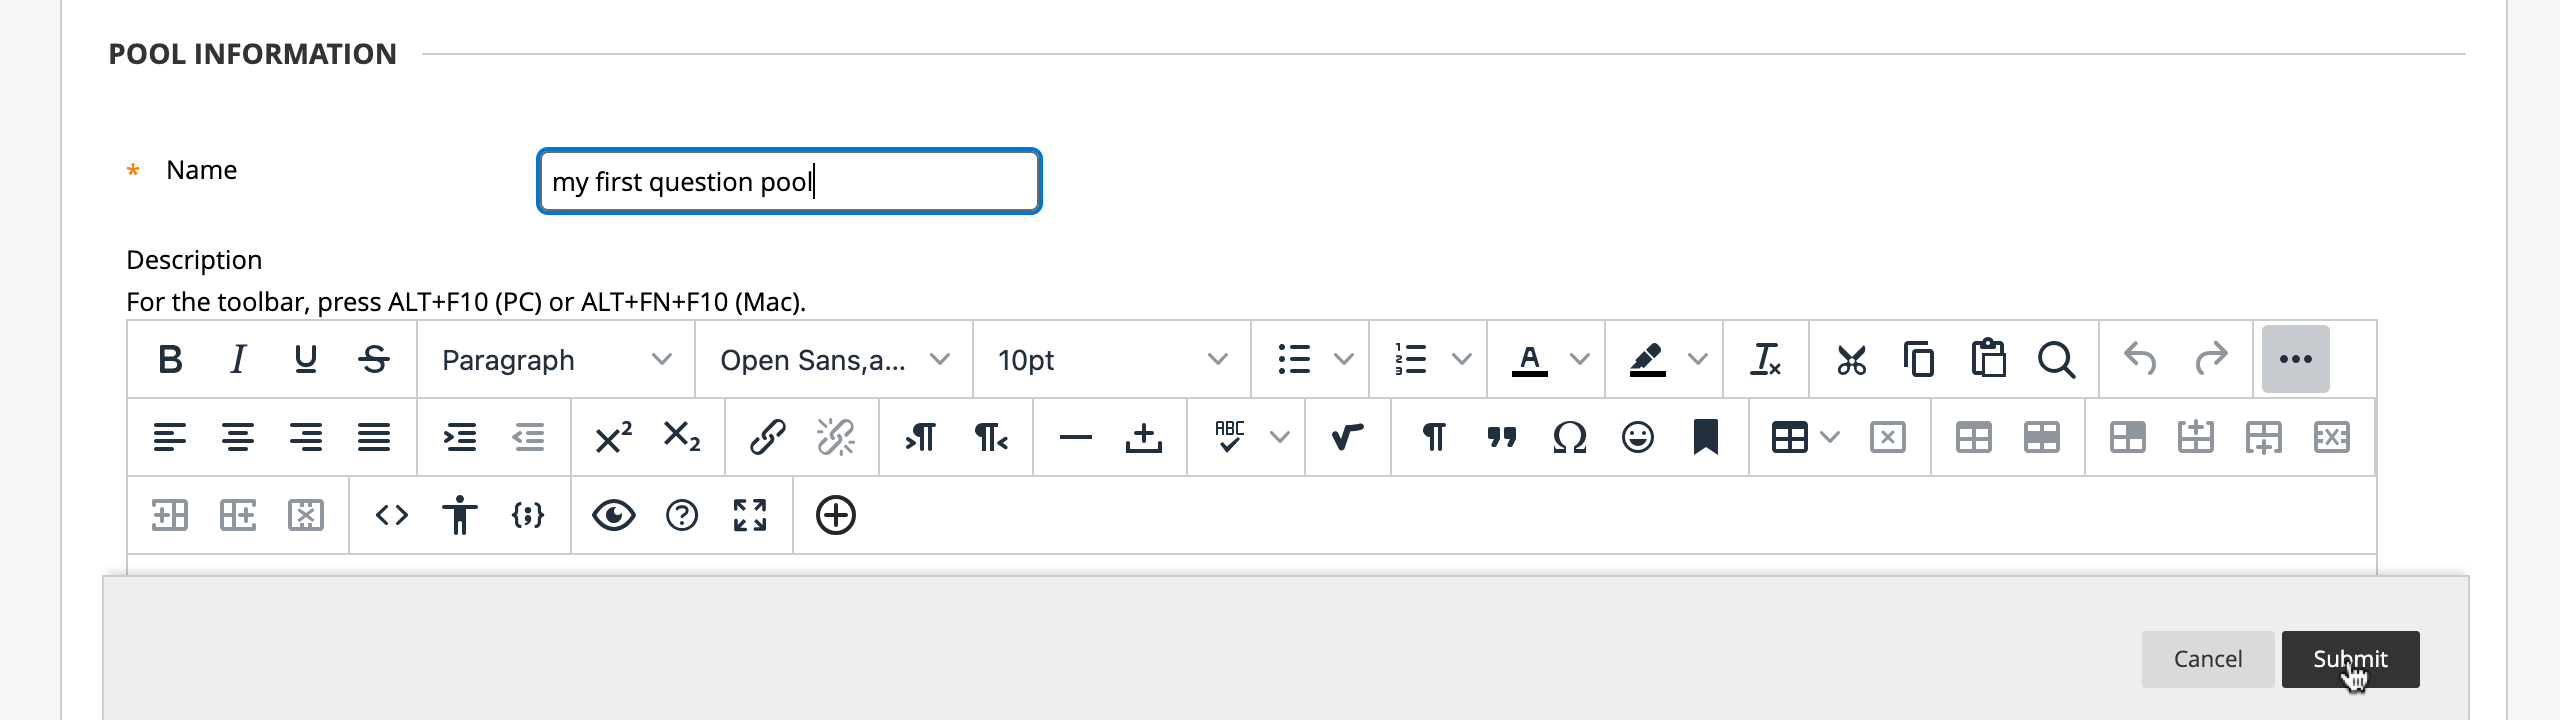 POOL INFORMATION
* Name
my first question pool
Description
For the toolbar, press ALT+F10 (PC) or ALT+FN+F10 (Mac).
B I U S Paragraph Open Sans,a... 10pt A
ABC
Cancel Submit